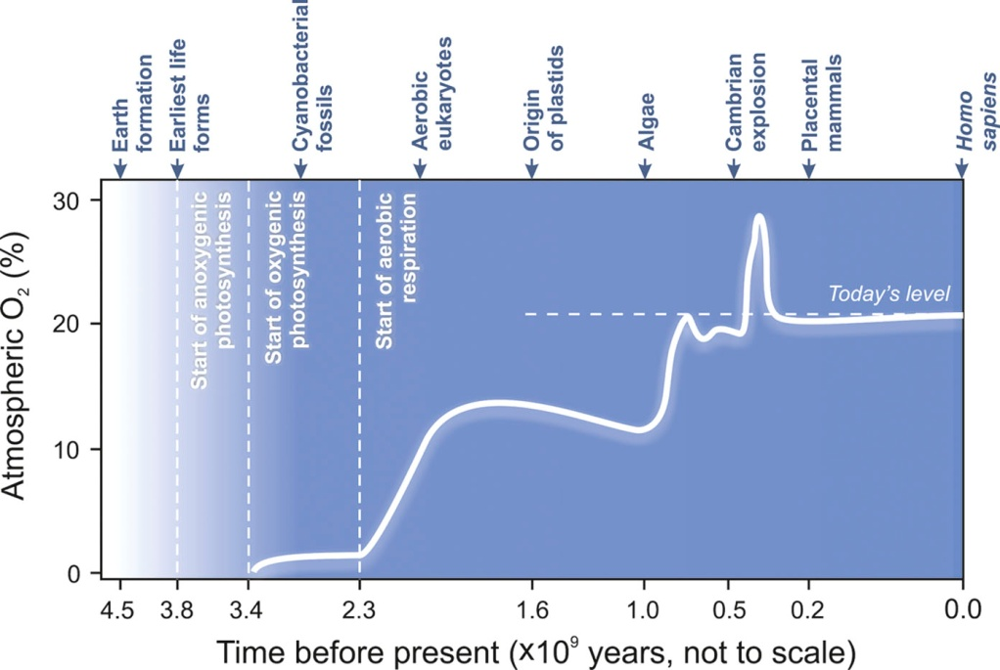 Earth
formation
Earliest life
forms
Cyanobacterial
fossils
Aerobic
eukaryotes
Origin
of plastids
Algae
Cambrian
explosion
Placental
mammals
Homo
sapiens
Atmospheric O₂ (%)
30
20
10
0
Start of anoxygenic
photosynthesis
Start of oxygenic
photosynthesis
Start of aerobic
respiration
Today's level
4.5 3.8 3.4 2.3 1.6 1.0 0.5 0.2 0.0
Time before present (×10⁹ years, not to scale)